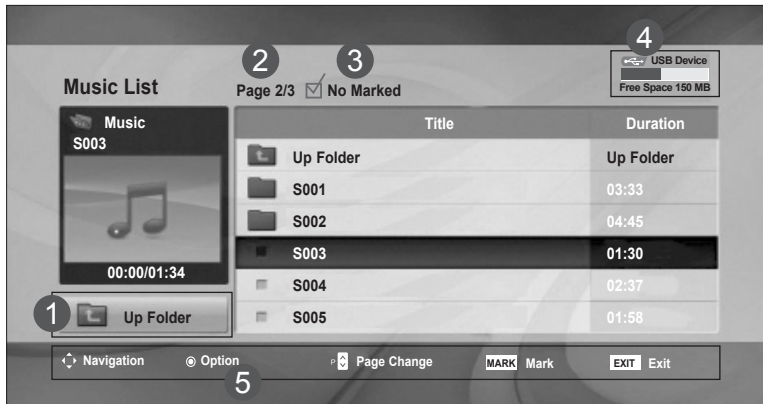 4
USB Device
Free Space 150 MB
2
3
Music List
Page 2/3 No Marked
Music
S003
00:00/01:34
1
Up Folder
Title Duration
Up Folder Up Folder
S001 03:33
S002 04:45
S003 01:30
S004 02:37
S005 01:58
Navigation Option P Page Change MARK Mark EXIT Exit
5